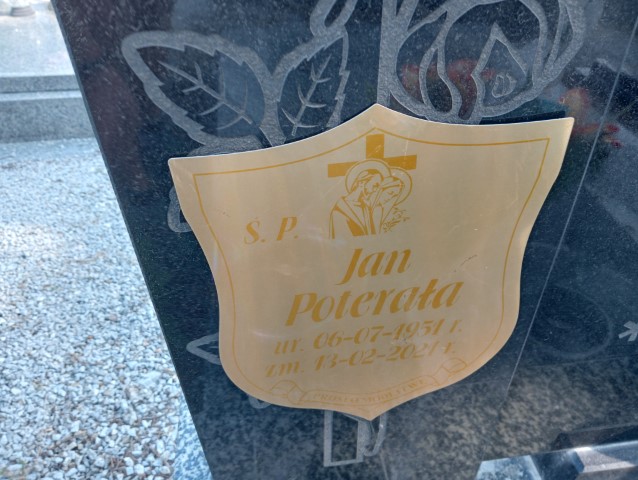 Ś. P.
Jan
Poterała
ur. 06-07-1951 r.
zm. 13-02-2021 r.